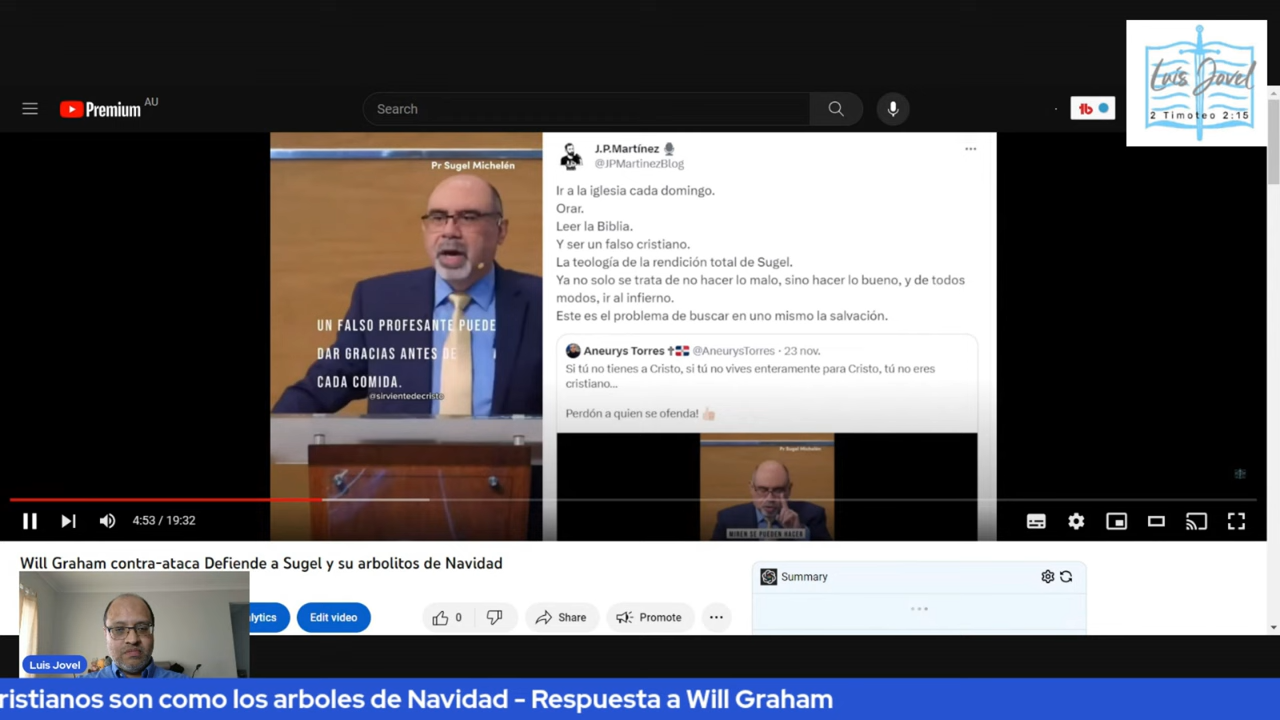 Luis Jovel
2 Timoteo 2:15
Premium AU
Search
Pr Sugel Michelén
UN FALSO PROFESANTE PUEDE
DAR GRACIAS ANTES DE
CADA COMIDA.
@sirvientedecristo
J.P.Martínez
@JPMartinezBlog
Ir a la iglesia cada domingo.
Orar.
Leer la Biblia.
Y ser un falso cristiano.
La teología de la rendición total de Sugel.
Ya no solo se trata de no hacer lo malo, sino hacer lo bueno, y de todos
modos, ir al infierno.
Este es el problema de buscar en uno mismo la salvación.
Aneurys Torres ✝🇩🇴 @AneurysTorres · 23 nov.
Si tú no tienes a Cristo, si tú no vives enteramente para Cristo, tú no eres
cristiano...
Perdón a quien se ofenda! 👍🏻
Pr Sugel Michelén
MIREN SE PUEDEN HACER
4:53 / 19:32
Will Graham contra-ataca Defiende a Sugel y su arbolitos de Navidad
lytics
Edit video
0
Share
Promote
Summary
Luis Jovel
ristianos son como los arboles de Navidad - Respuesta a Will Graham